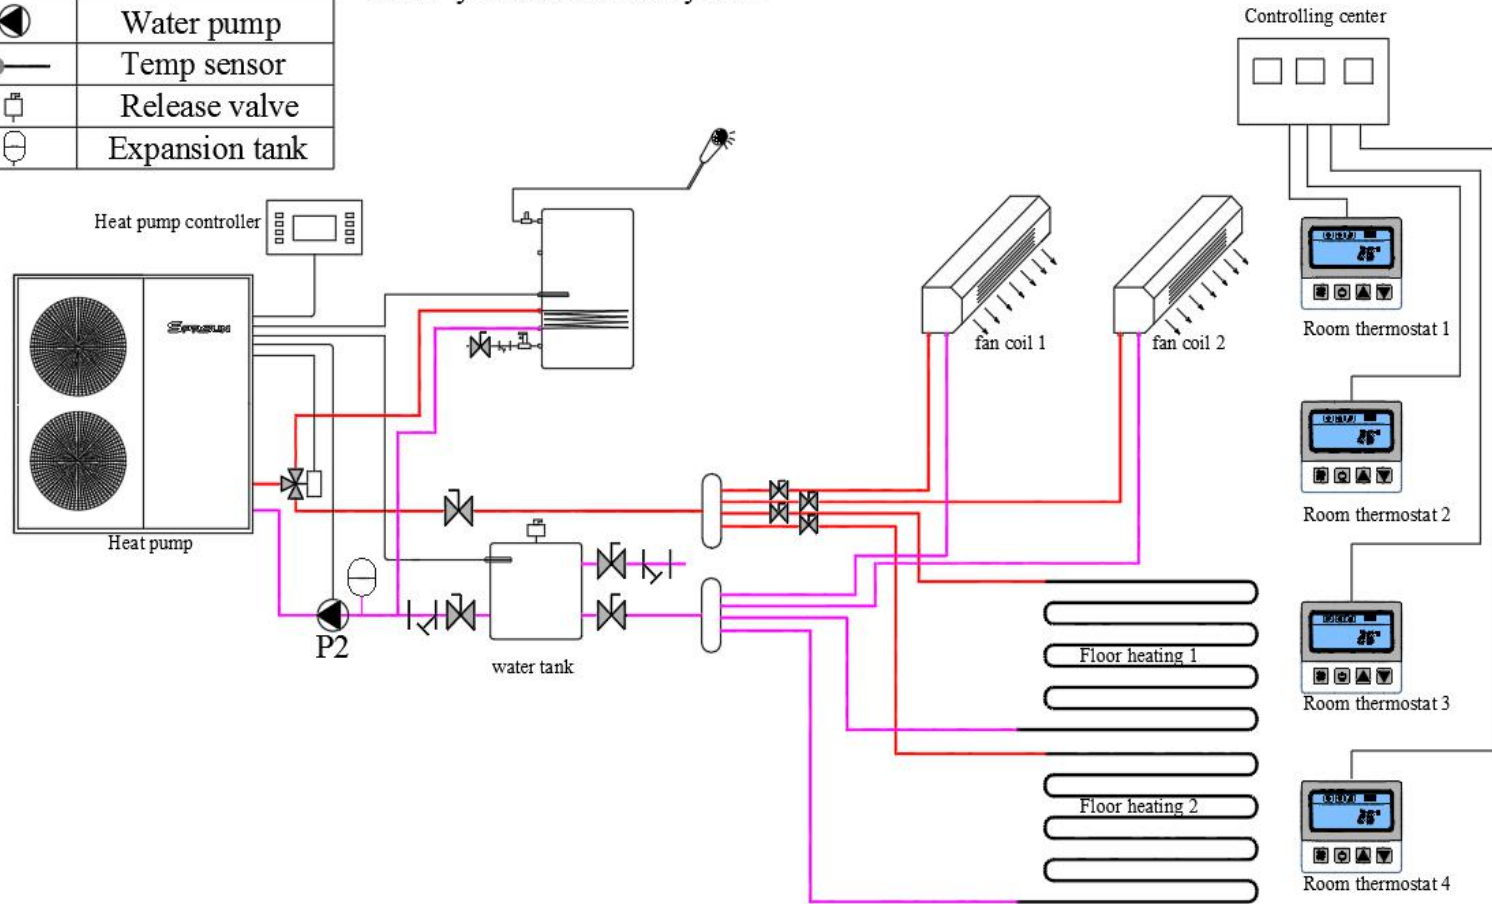 Water pump
Temp sensor
Release valve
Expansion tank
Controlling center
Heat pump controller
SPRSUN
Heat pump
P2
water tank
fan coil 1
fan coil 2
Floor heating 1
Floor heating 2
Room thermostat 1
Room thermostat 2
Room thermostat 3
Room thermostat 4